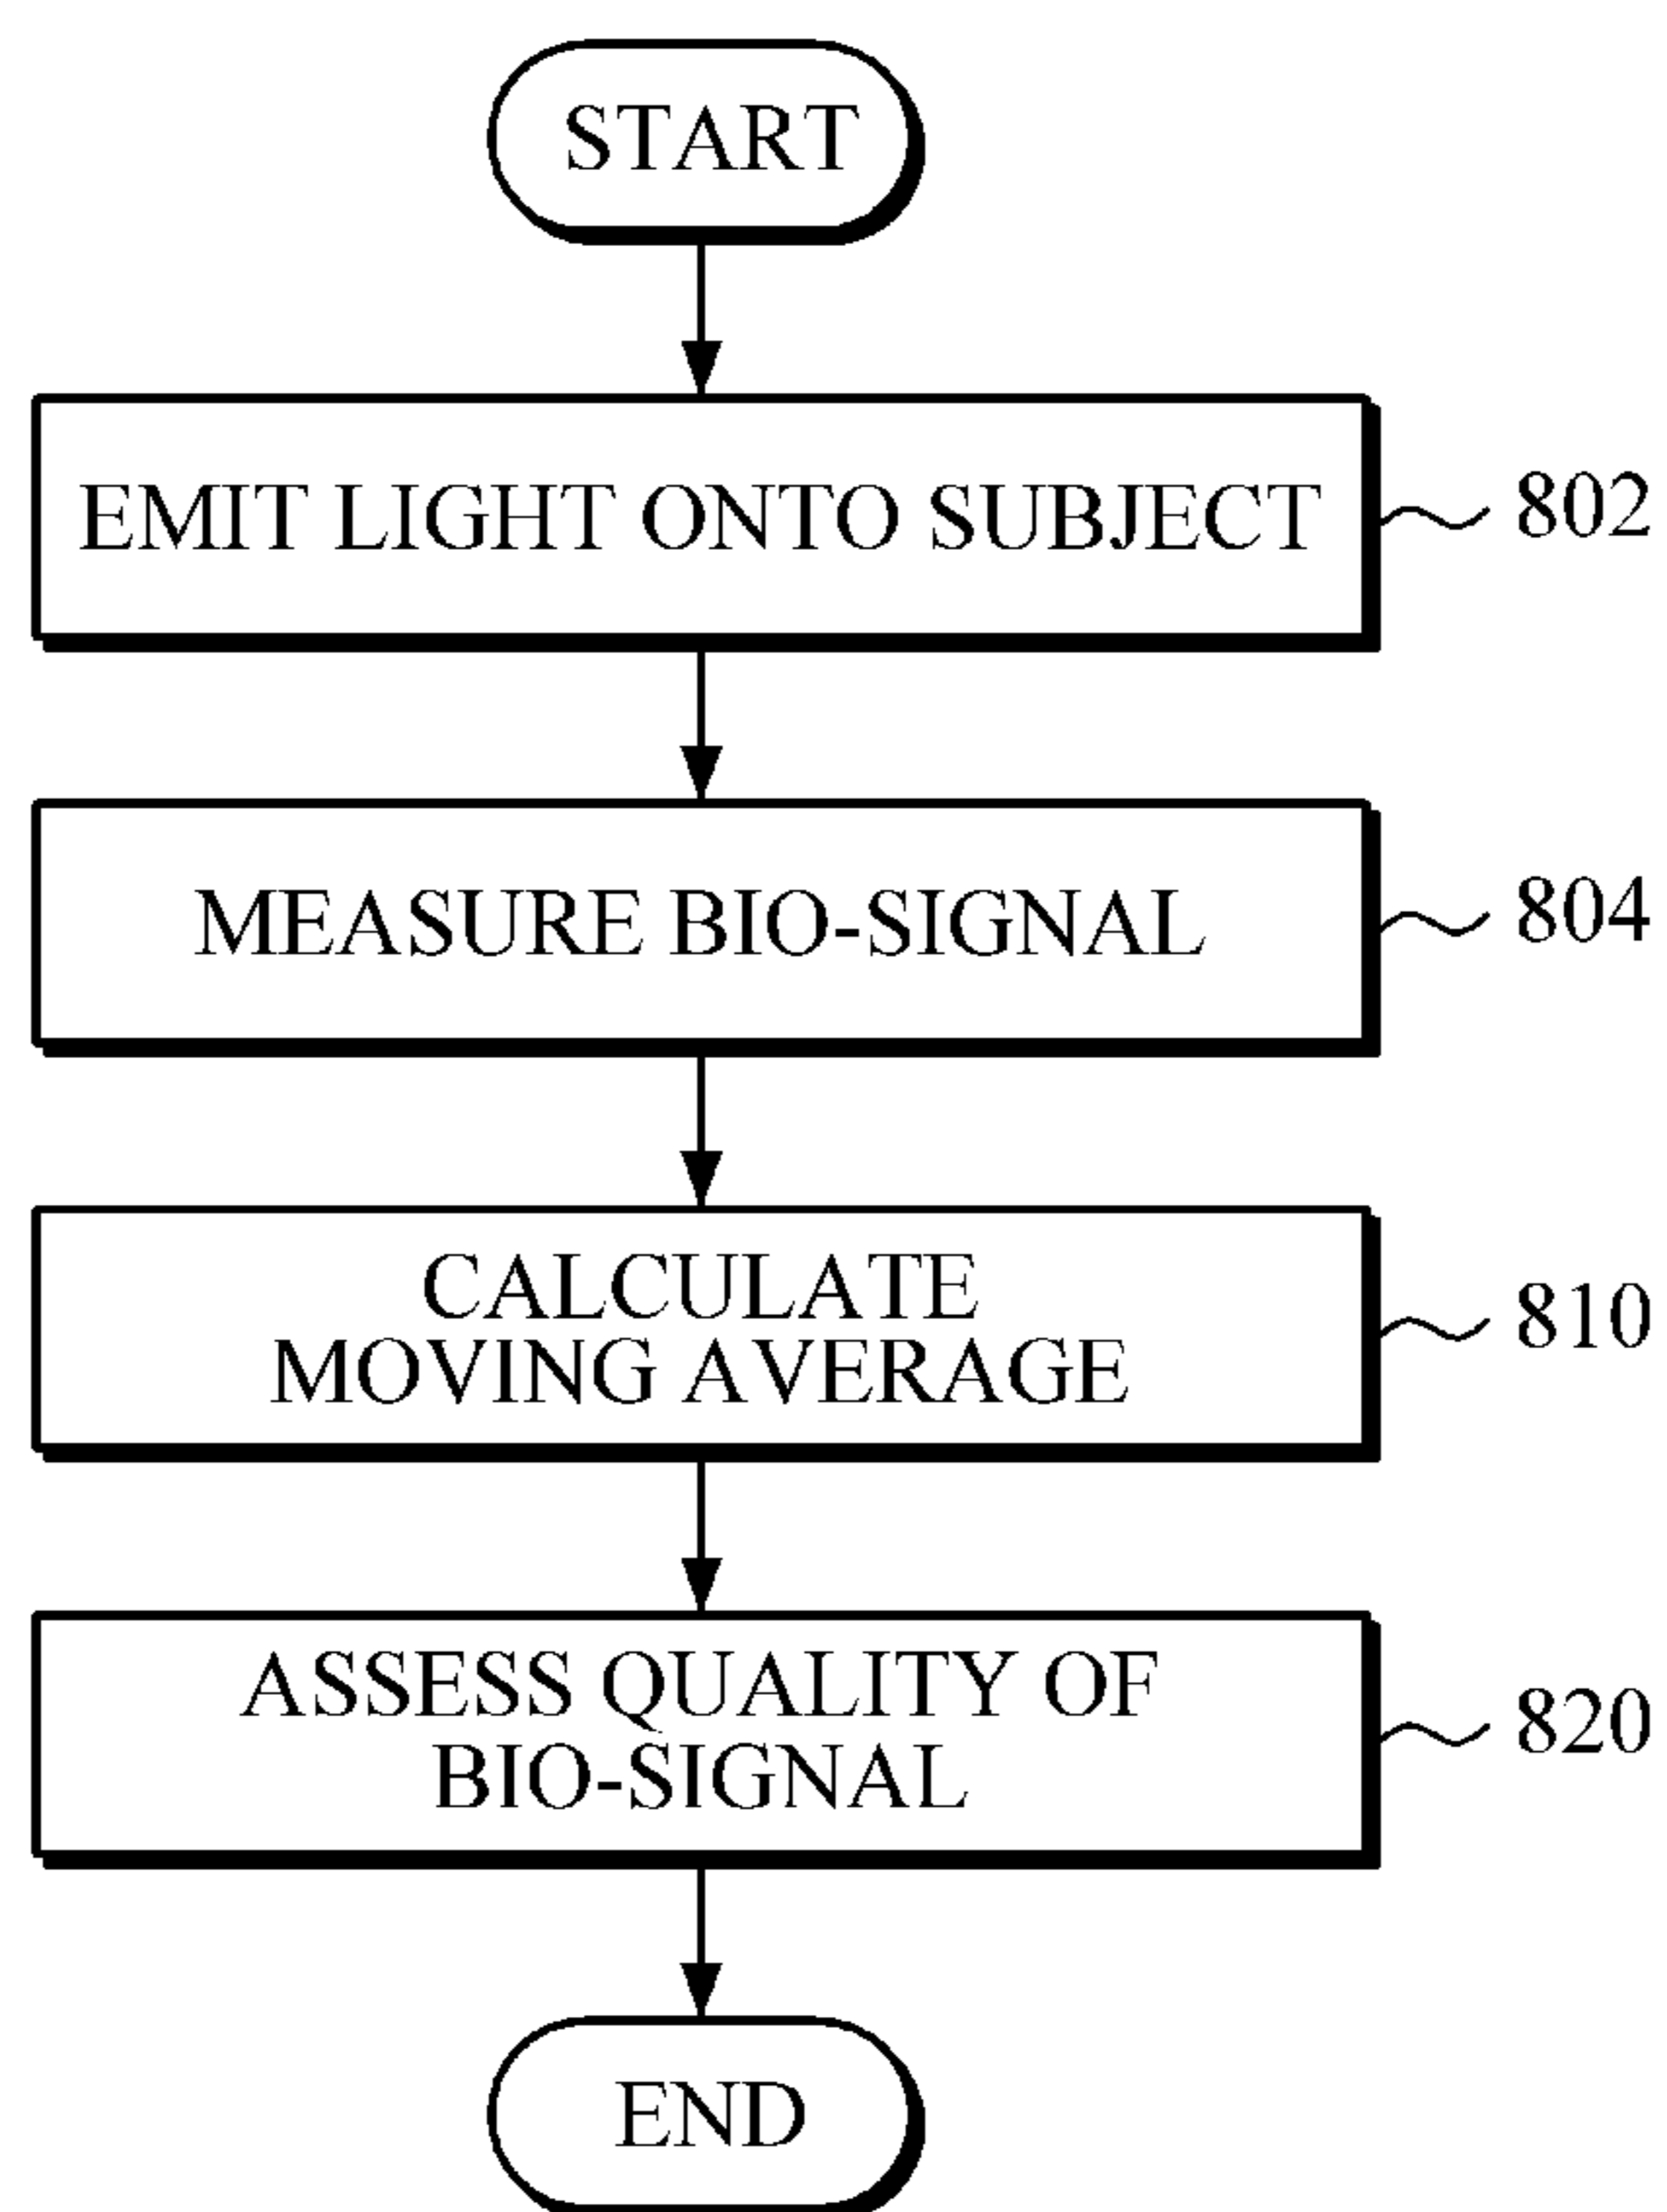 START
EMIT LIGHT ONTO SUBJECT
802
MEASURE BIO-SIGNAL
804
CALCULATE
MOVING AVERAGE
810
ASSESS QUALITY OF
BIO-SIGNAL
820
END